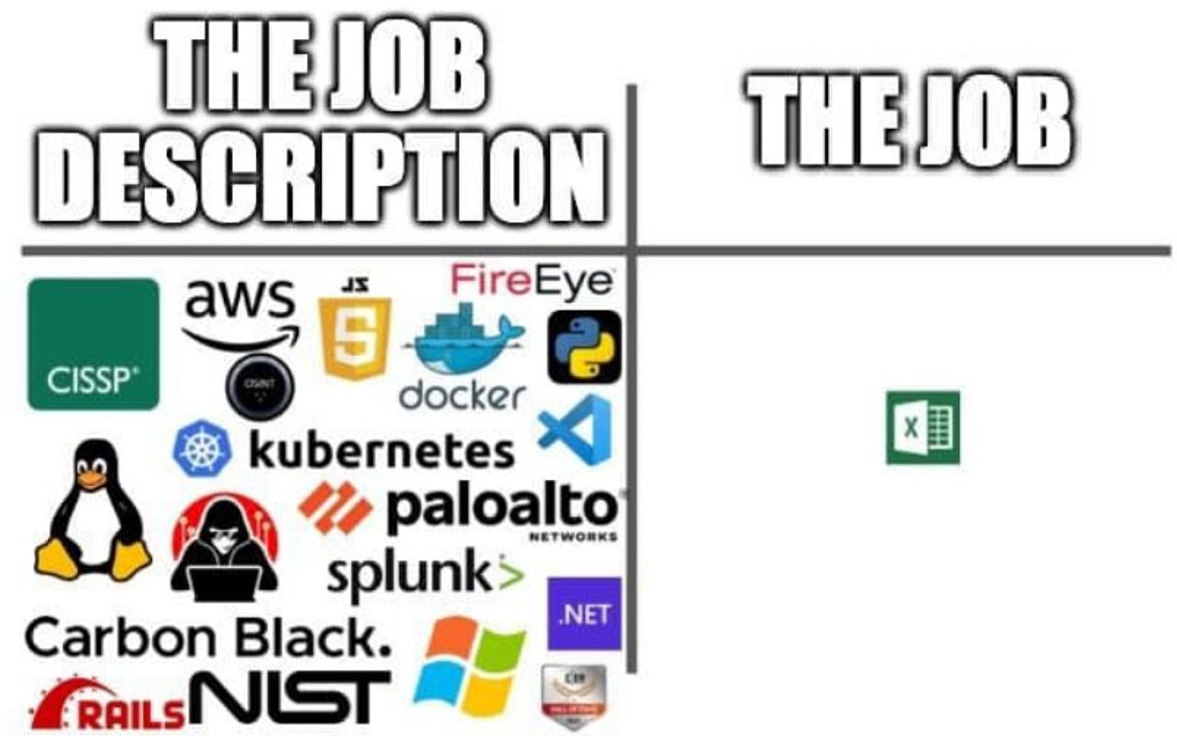 THE JOB
DESCRIPTION
THE JOB
FireEye
aws
JS
5
CISSP®
OSINT
docker
kubernetes
paloalto®
NETWORKS
splunk>
.NET
Carbon Black.
RAILS
NIST
X